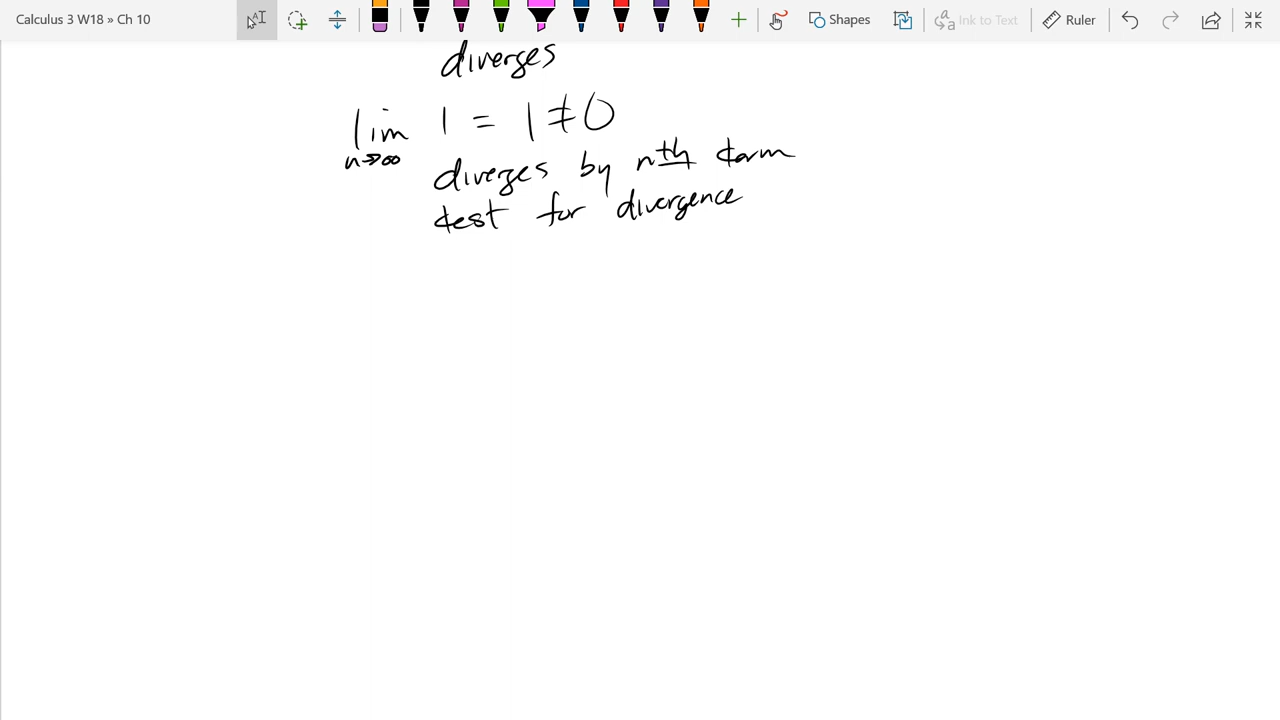 Calculus 3 W18 » Ch 10
Shapes
Ink to Text
Ruler
diverges
lim 1 = 1 ≠ 0
n→∞
diverges by nth term
test for divergence